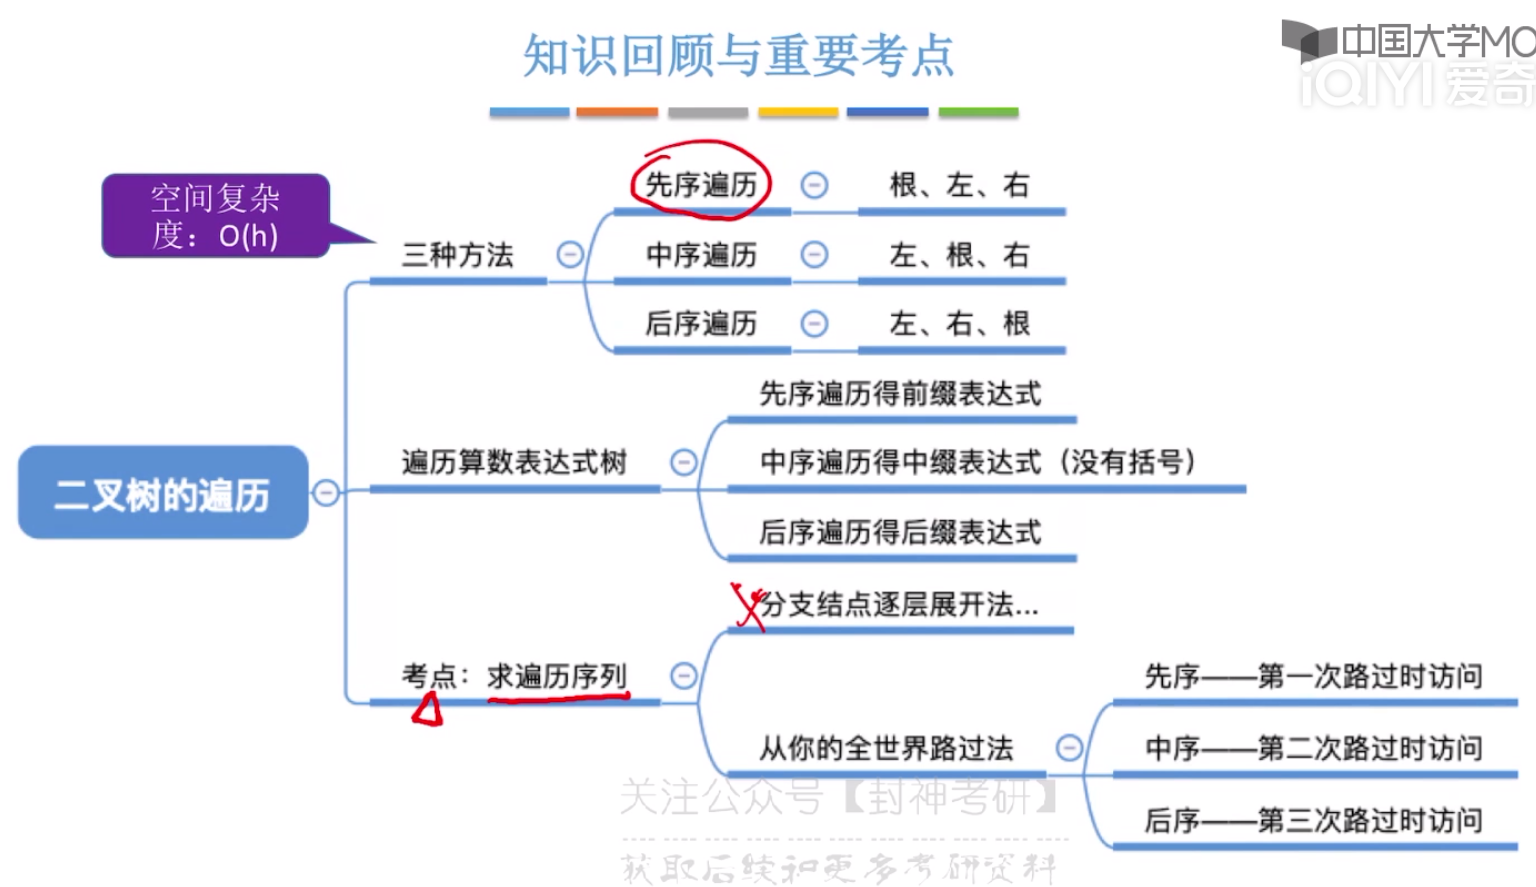 知识回顾与重要考点
中国大学MO
iQIYI 爱奇
空间复杂
度：O(h)
三种方法
先序遍历
根、左、右
中序遍历
左、根、右
后序遍历
左、右、根
二叉树的遍历
遍历算数表达式树
先序遍历得前缀表达式
中序遍历得中缀表达式（没有括号）
后序遍历得后缀表达式
考点：求遍历序列
分支结点逐层展开法...
从你的全世界路过法
先序——第一次路过时访问
中序——第二次路过时访问
后序——第三次路过时访问
关注公众号【封神考研】
获取后续和更多考研资料